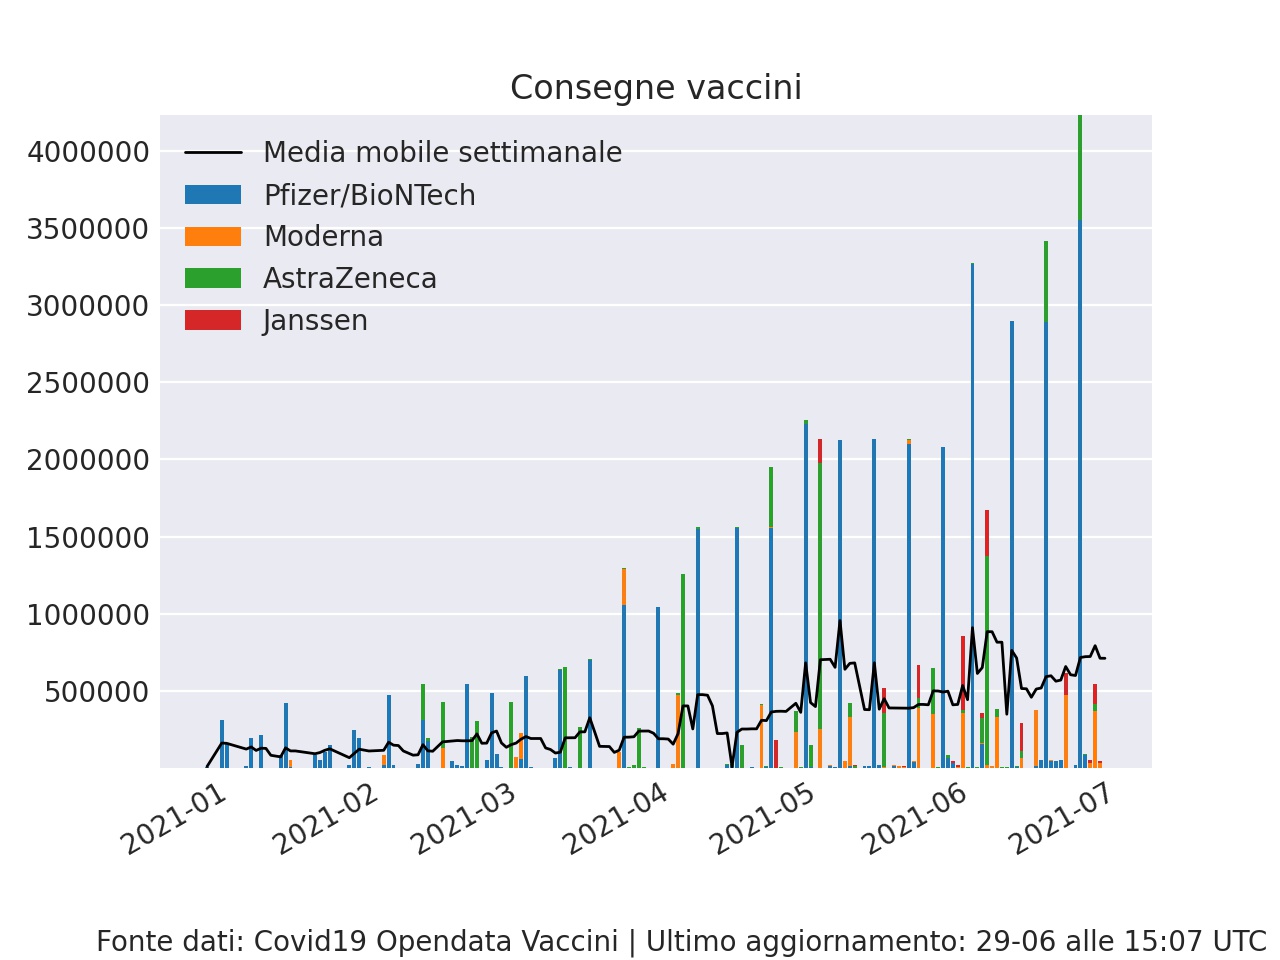 Consegne vaccini
4000000
3500000
3000000
2500000
2000000
1500000
1000000
500000
Media mobile settimanale
Pfizer/BioNTech
Moderna
AstraZeneca
Janssen
2021-01
2021-02
2021-03
2021-04
2021-05
2021-06
2021-07
Fonte dati: Covid19 Opendata Vaccini | Ultimo aggiornamento: 29-06 alle 15:07 UTC